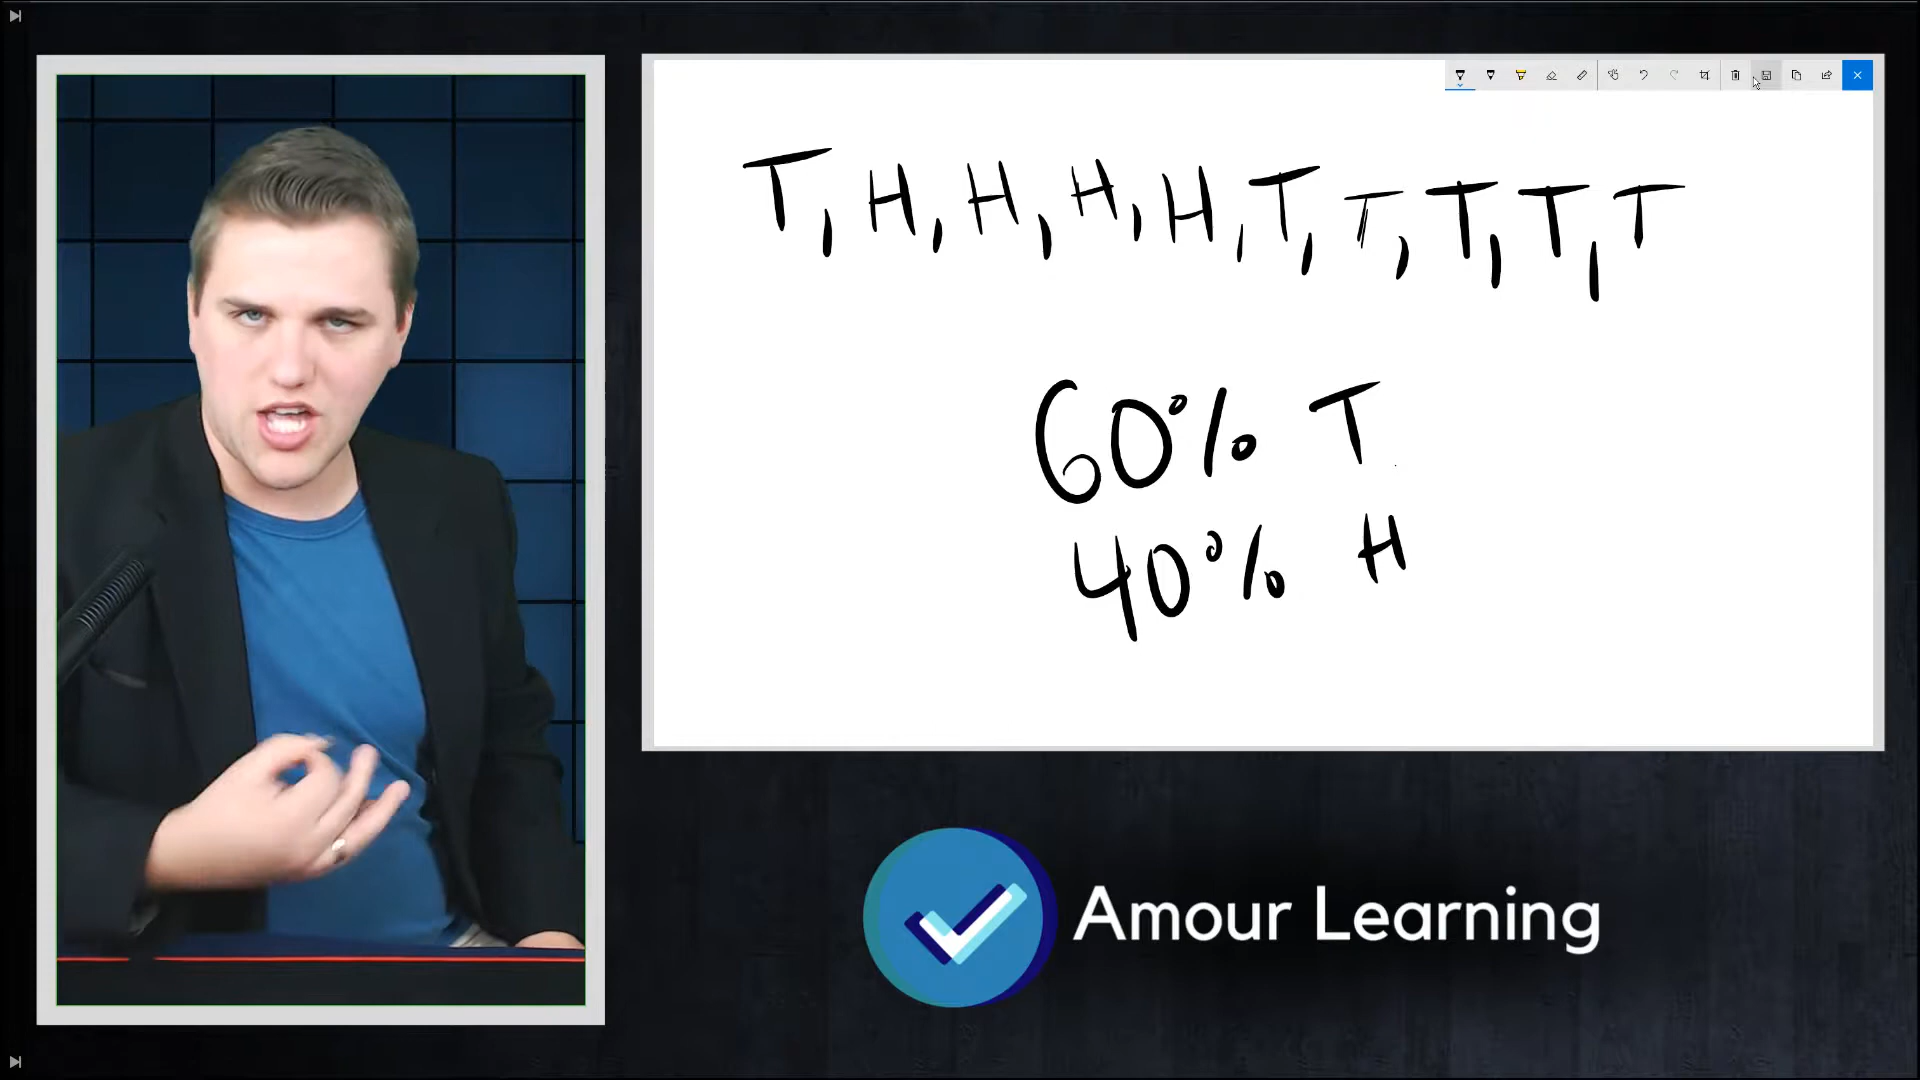 T, H, H, H, H, T, T, T, T, T
60% T
40% H
Amour Learning